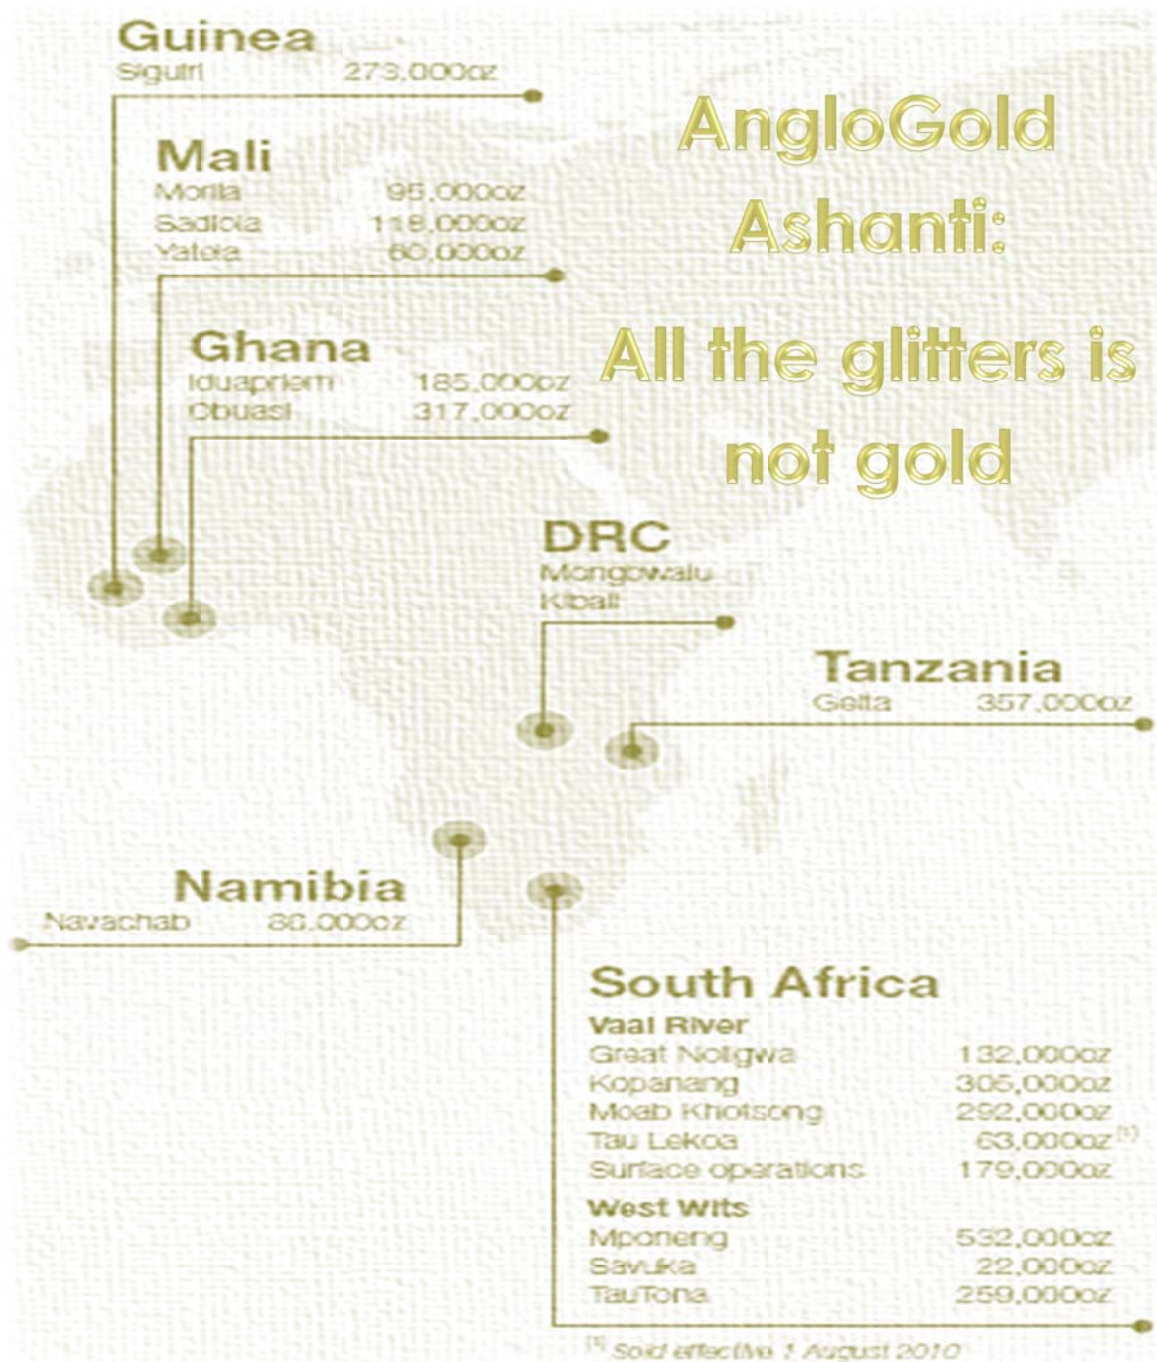 Guinea
Siguiri 273,000oz
AngloGold
Ashanti:
All the glitters is
not gold
Mali
Morila 95,000oz
Sadiola 118,000oz
Yatela 60,000oz
Ghana
Iduapriem 185,000oz
Obuasi 317,000oz
DRC
Mongbwalu
Kibali
Tanzania
Geita 357,000oz
Namibia
Navachab 86,000oz
South Africa
Vaal River
Great Noligwa 132,000oz
Kopanang 305,000oz
Moab Khotsong 292,000oz
Tau Lekoa 63,000oz [1]
Surface operations 179,000oz
West Wits
Mponeng 532,000oz
Savuka 22,000oz
TauTona 259,000oz
[1] Sold effective 1 August 2010